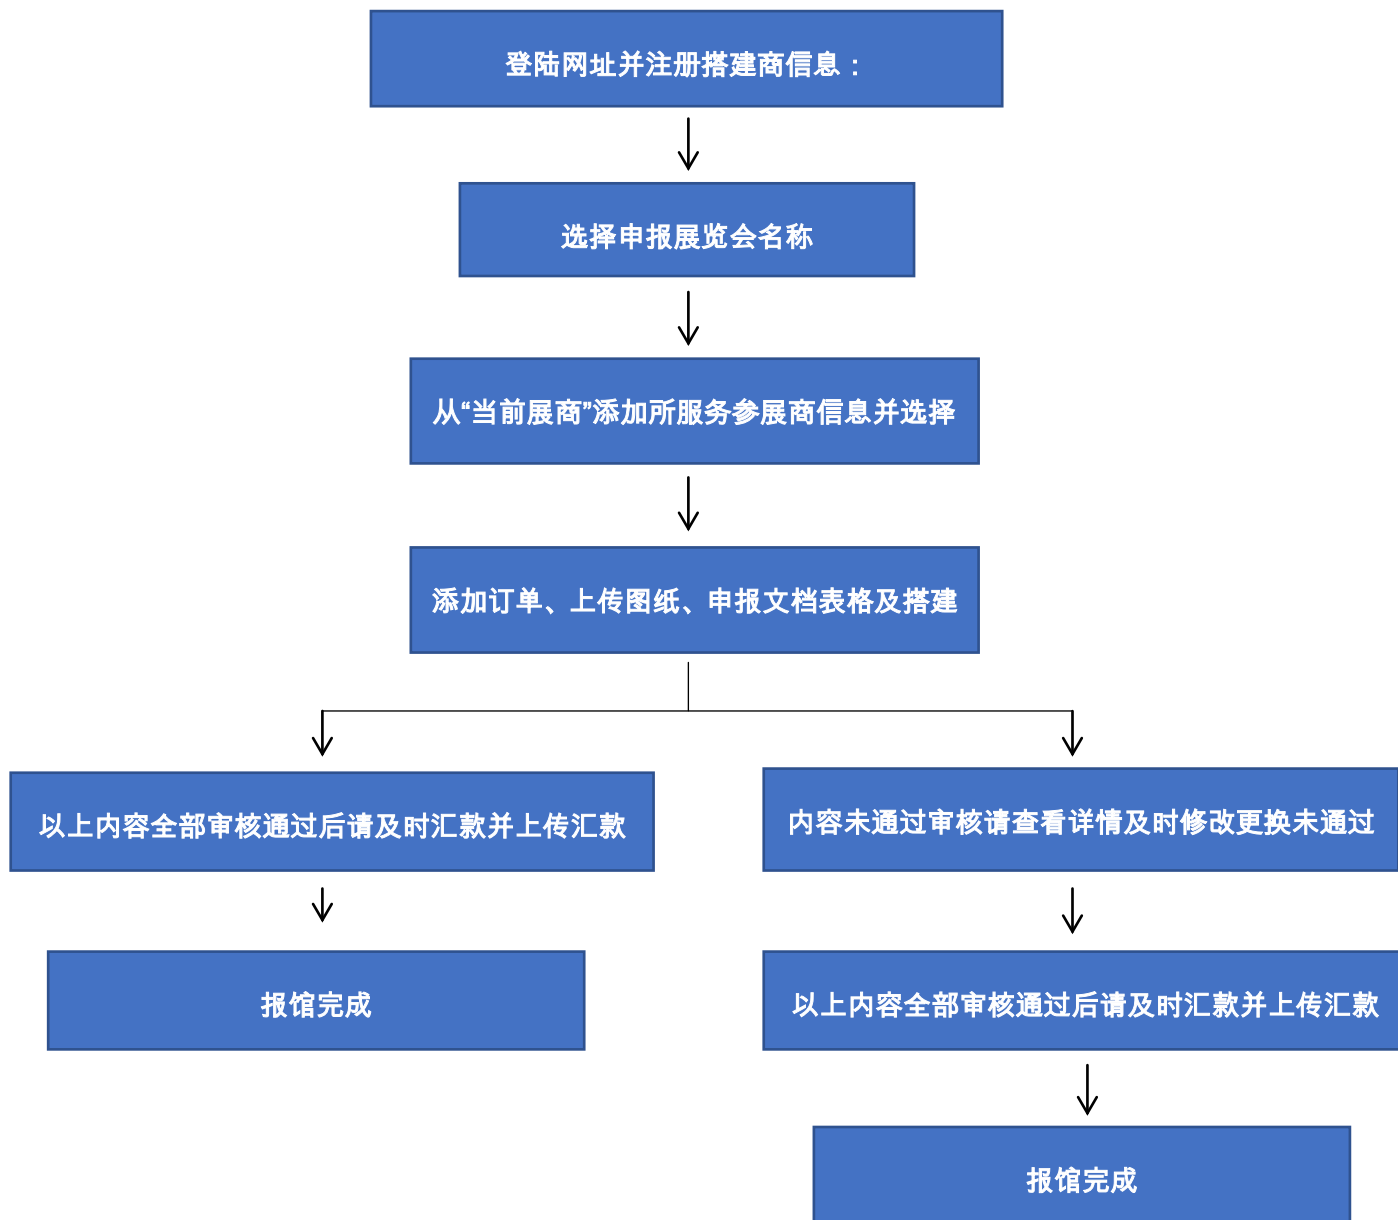 登陆网址并注册搭建商信息：
选择申报展览会名称
从“当前展商”添加所服务参展商信息并选择
添加订单、上传图纸、申报文档表格及搭建
以上内容全部审核通过后请及时汇款并上传汇款
内容未通过审核请查看详情及时修改更换未通过
报馆完成
以上内容全部审核通过后请及时汇款并上传汇款
报馆完成